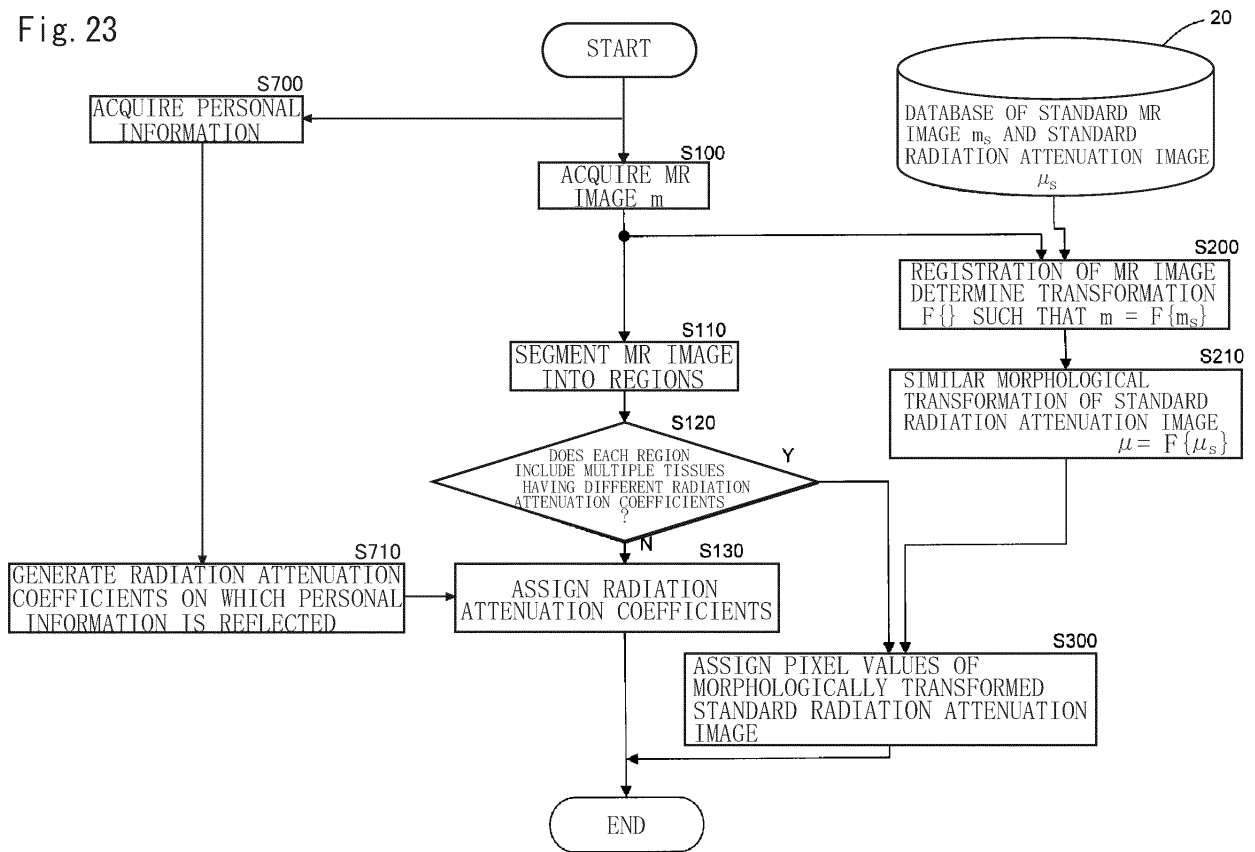 Fig. 23
START
20
DATABASE OF STANDARD MR
IMAGE mS AND STANDARD
RADIATION ATTENUATION IMAGE
μS
S700
ACQUIRE PERSONAL
INFORMATION
S100
ACQUIRE MR
IMAGE m
S200
REGISTRATION OF MR IMAGE
DETERMINE TRANSFORMATION
F{} SUCH THAT m = F{mS}
S110
SEGMENT MR IMAGE
INTO REGIONS
S210
SIMILAR MORPHOLOGICAL
TRANSFORMATION OF STANDARD
RADIATION ATTENUATION IMAGE
μ = F{μS}
S120
DOES EACH REGION
INCLUDE MULTIPLE TISSUES
HAVING DIFFERENT RADIATION
ATTENUATION COEFFICIENTS
?
Y
N
S710
GENERATE RADIATION ATTENUATION
COEFFICIENTS ON WHICH PERSONAL
INFORMATION IS REFLECTED
S130
ASSIGN RADIATION
ATTENUATION COEFFICIENTS
S300
ASSIGN PIXEL VALUES OF
MORPHOLOGICALLY TRANSFORMED
STANDARD RADIATION ATTENUATION
IMAGE
END